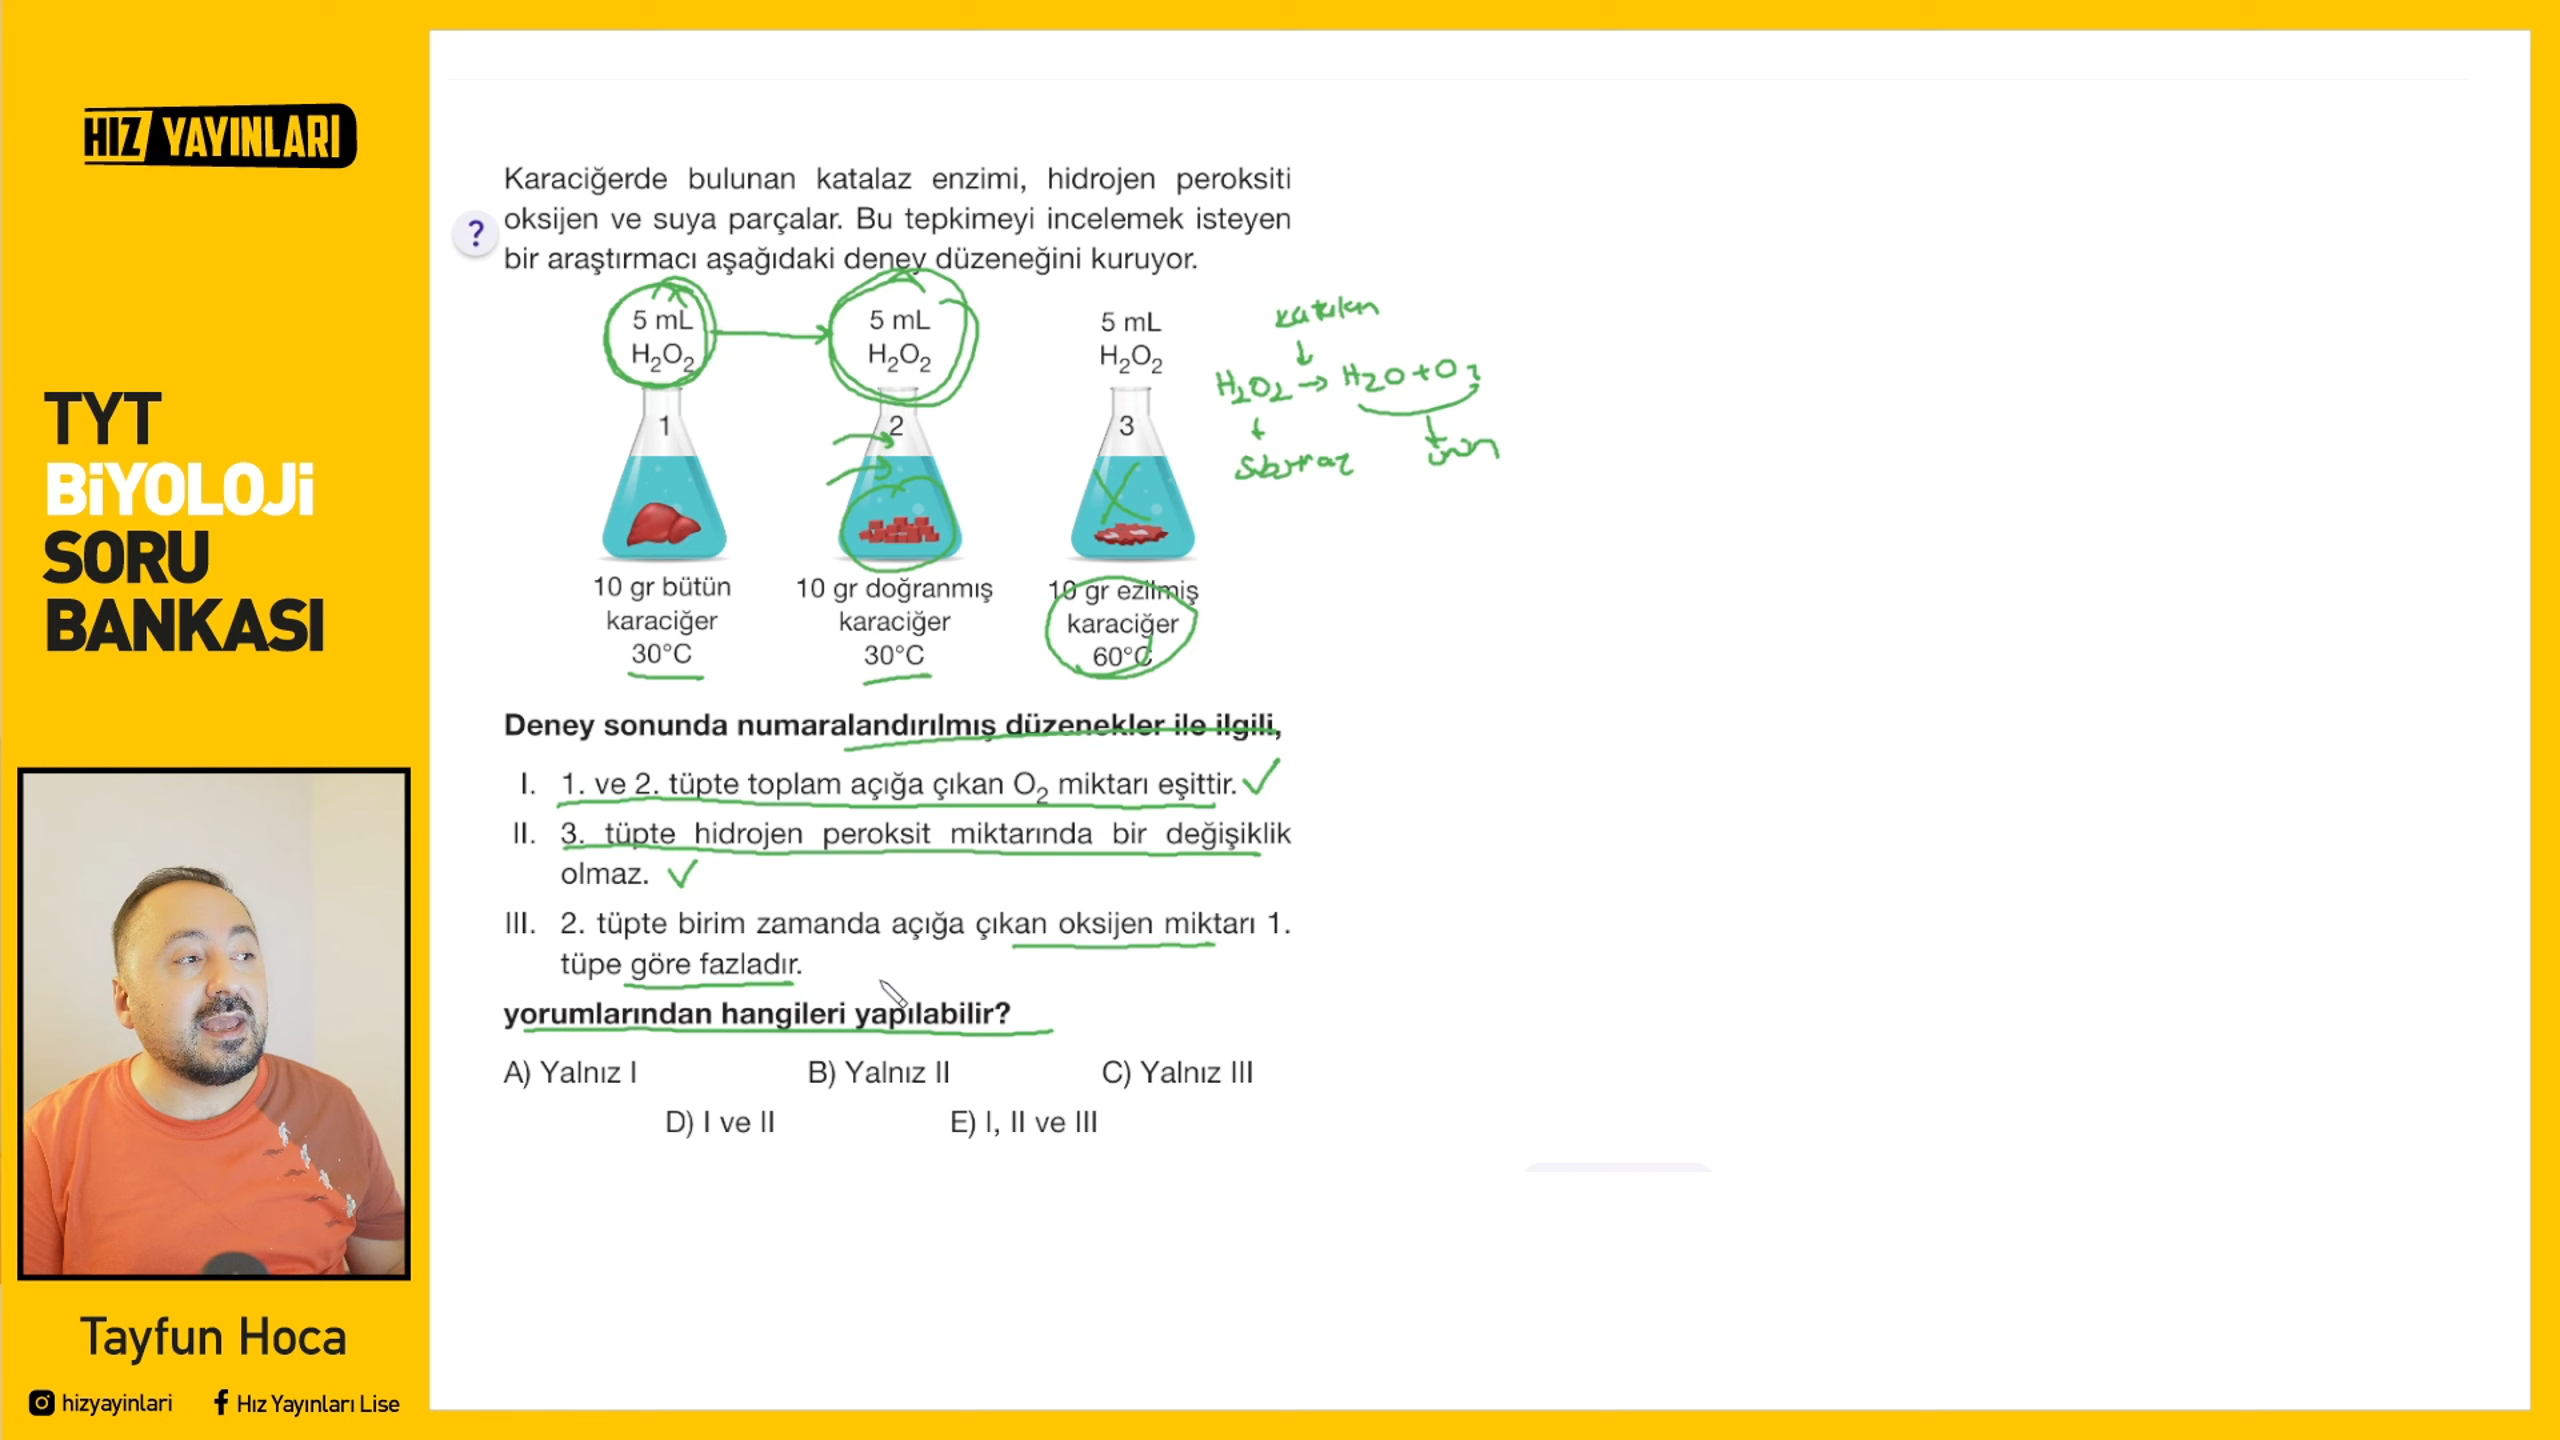 HIZ YAYINLARI
TYT
BiYOLOJi
SORU
BANKASI
Tayfun Hoca
hizyayinlari
Hız Yayınları Lise
?
Karaciğerde bulunan katalaz enzimi, hidrojen peroksiti
oksijen ve suya parçalar. Bu tepkimeyi incelemek isteyen
bir araştırmacı aşağıdaki deney düzeneğini kuruyor.
5 mL
H₂O₂
5 mL
H₂O₂
5 mL
H₂O₂
H₂O₂ → H₂O + O₂
1
2
3
10 gr bütün
karaciğer
30°C
10 gr doğranmış
karaciğer
30°C
10 gr ezilmiş
karaciğer
60°C
Deney sonunda numaralandırılmış düzenekler ile ilgili,
I. 1. ve 2. tüpte toplam açığa çıkan O₂ miktarı eşittir.
II. 3. tüpte hidrojen peroksit miktarında bir değişiklik
olmaz.
III. 2. tüpte birim zamanda açığa çıkan oksijen miktarı 1.
tüpe göre fazladır.
yorumlarından hangileri yapılabilir?
A) Yalnız I B) Yalnız II C) Yalnız III
D) I ve II E) I, II ve III